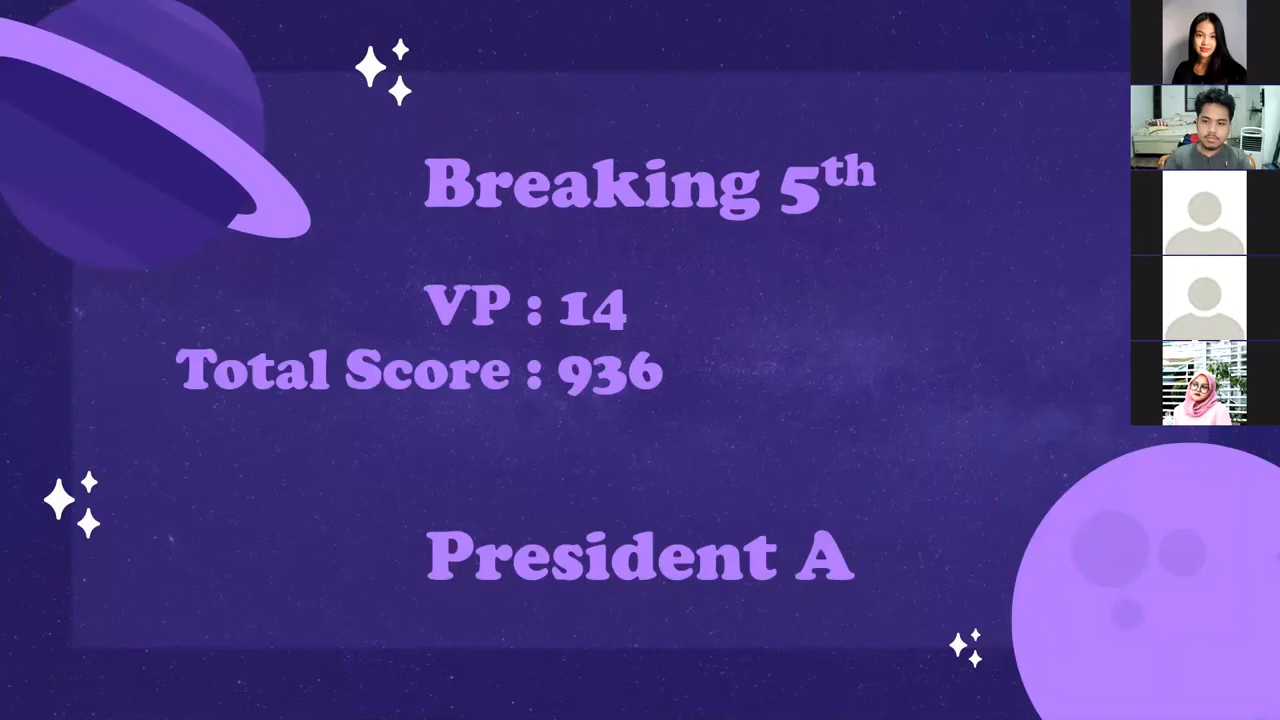 Breaking 5th
VP : 14
Total Score : 936
President A